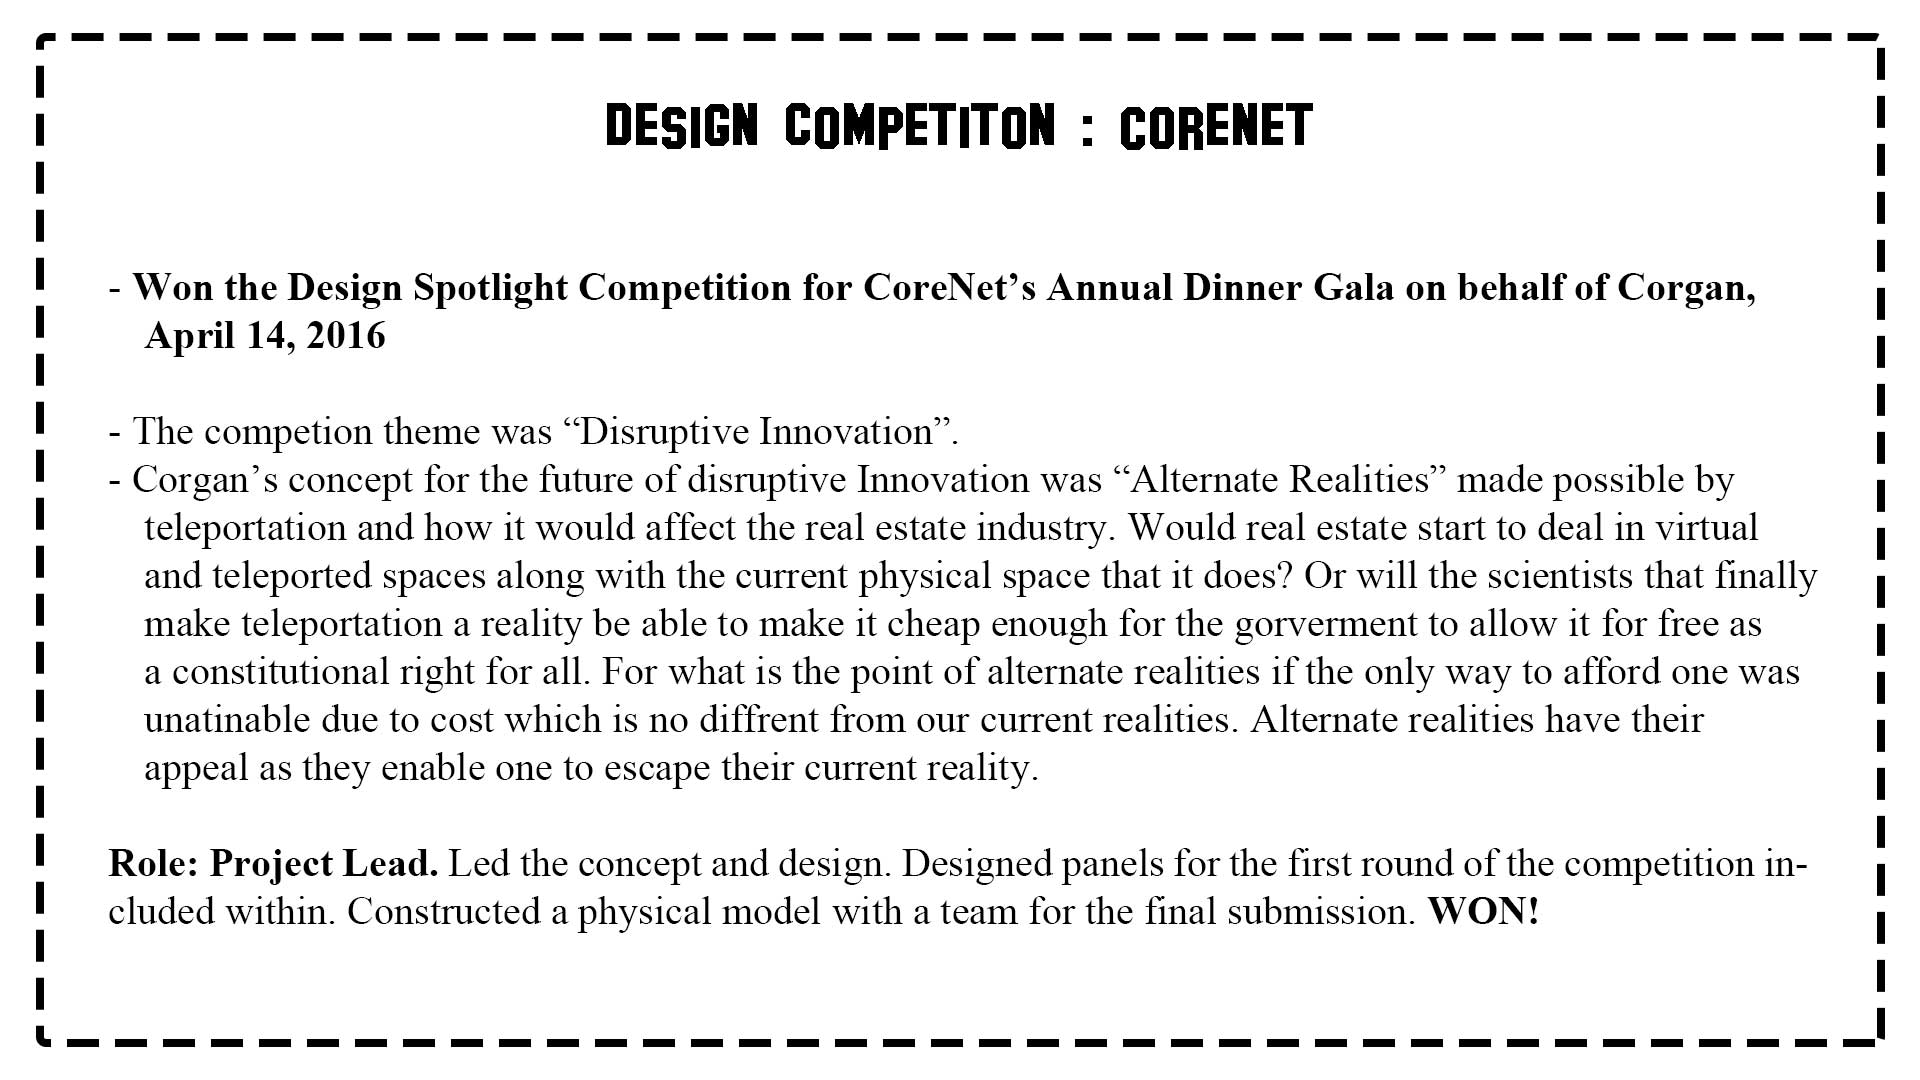 DESIGN COMPETITON : CORENET
- Won the Design Spotlight Competition for CoreNet’s Annual Dinner Gala on behalf of Corgan,
April 14, 2016
- The competion theme was “Disruptive Innovation”.
- Corgan’s concept for the future of disruptive Innovation was “Alternate Realities” made possible by
teleportation and how it would affect the real estate industry. Would real estate start to deal in virtual
and teleported spaces along with the current physical space that it does? Or will the scientists that finally
make teleportation a reality be able to make it cheap enough for the gorverment to allow it for free as
a constitutional right for all. For what is the point of alternate realities if the only way to afford one was
unatinable due to cost which is no diffrent from our current realities. Alternate realities have their
appeal as they enable one to escape their current reality.
Role: Project Lead. Led the concept and design. Designed panels for the first round of the competition in-
cluded within. Constructed a physical model with a team for the final submission. WON!